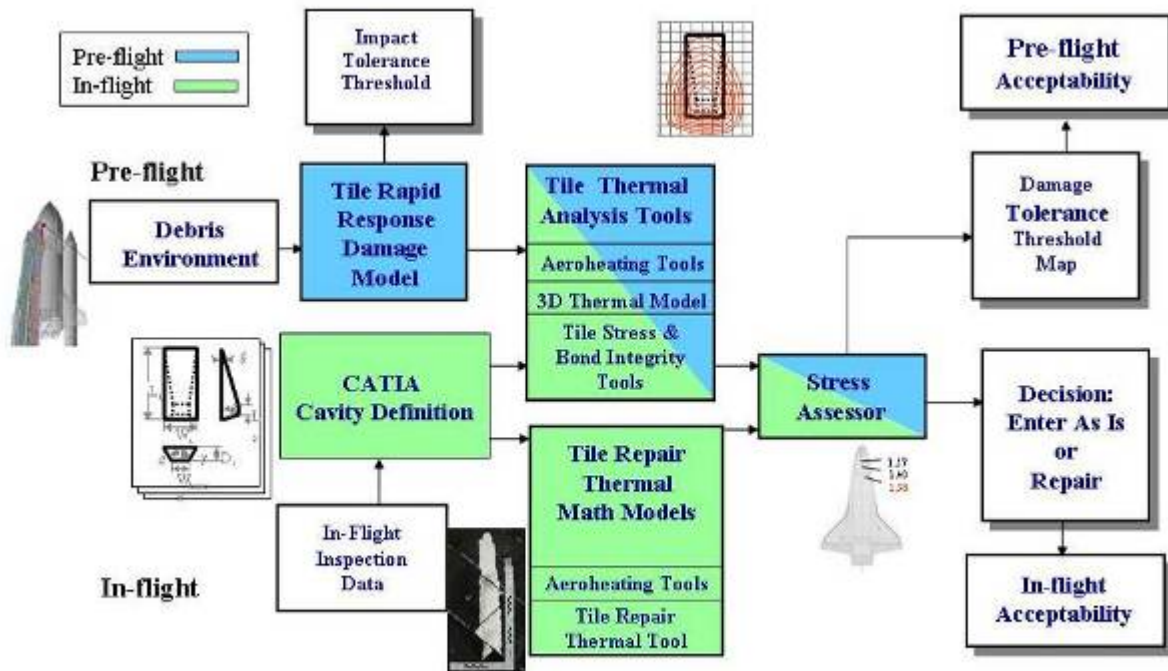 Pre-flight
In-flight
Impact
Tolerance
Threshold
Pre-flight
Acceptability
Pre-flight
Debris
Environment
Tile Rapid
Response
Damage
Model
Tile Thermal
Analysis Tools
Aeroheating Tools
3D Thermal Model
Tile Stress &
Bond Integrity
Tools
Damage
Tolerance
Threshold
Map
CATIA
Cavity Definition
Stress
Assessor
Decision:
Enter As Is
or
Repair
Tile Repair
Thermal
Math Models
Aeroheating Tools
Tile Repair
Thermal Tool
In-Flight
Inspection
Data
In-flight
In-flight
Acceptability